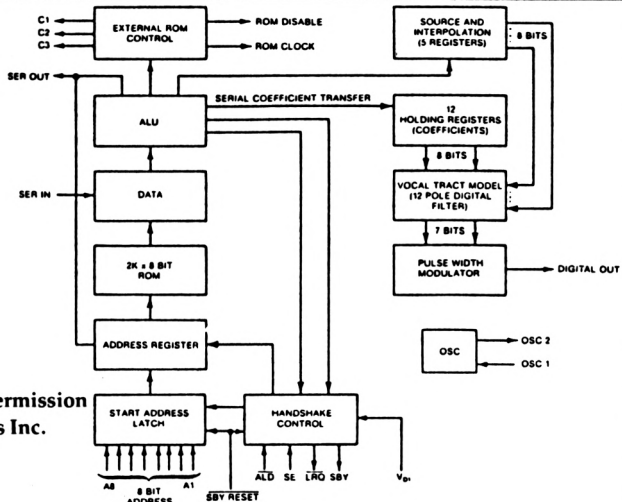 C1
C2
C3
EXTERNAL ROM
CONTROL
ROM DISABLE
ROM CLOCK
SOURCE AND
INTERPOLATION
(5 REGISTERS)
8 BITS
SER OUT
ALU
SERIAL COEFFICIENT TRANSFER
12
HOLDING REGISTERS
(COEFFICIENTS)
8 BITS
SER IN
DATA
VOCAL TRACT MODEL
(12 POLE DIGITAL
FILTER)
7 BITS
2K x 8 BIT
ROM
PULSE WIDTH
MODULATOR
DIGITAL OUT
ADDRESS REGISTER
OSC
OSC 2
OSC 1
ermission
s Inc.
START ADDRESS
LATCH
HANDSHAKE
CONTROL
A8
A1
8 BIT
ADDRESS
SBY RESET
ALD SE LRQ SBY